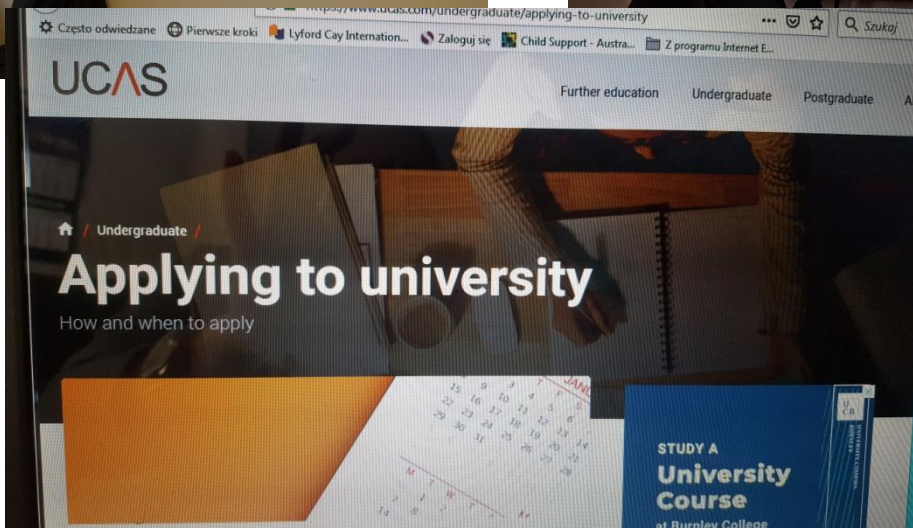 https://www.ucas.com/undergraduate/applying-to-university
Szukaj
Często odwiedzane Pierwsze kroki Lyford Cay Internation... Zaloguj się Child Support - Austra... Z programu Internet E...
UCAS
Further education Undergraduate Postgraduate A
/ Undergraduate /
Applying to university
How and when to apply
STUDY A
University
Course
at Burnley College